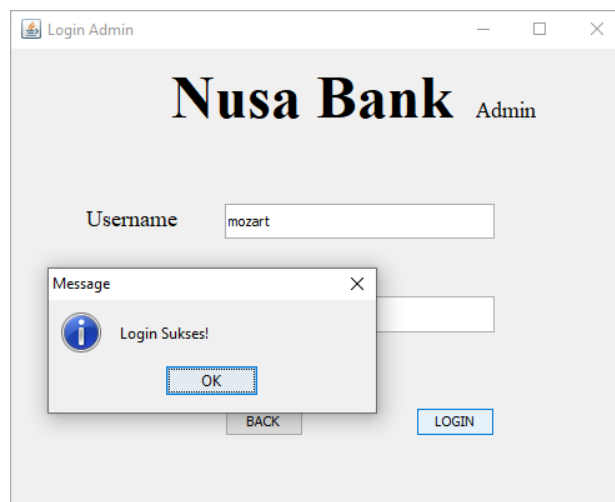 Login Admin
Nusa Bank Admin
Username
mozart
Message
Login Sukses!
OK
BACK
LOGIN